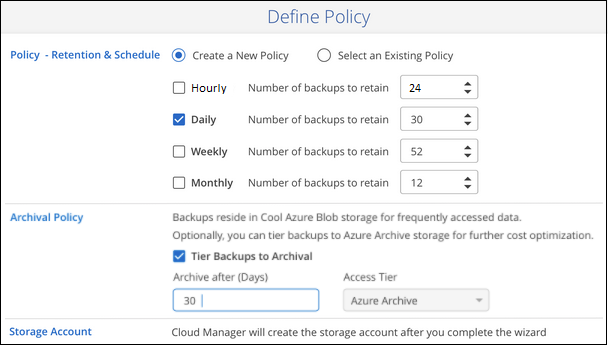 Define Policy
Policy - Retention & Schedule Create a New Policy Select an Existing Policy
Hourly Number of backups to retain 24
Daily Number of backups to retain 30
Weekly Number of backups to retain 52
Monthly Number of backups to retain 12
Archival Policy Backups reside in Cool Azure Blob storage for frequently accessed data.
Optionally, you can tier backups to Azure Archive storage for further cost optimization.
Tier Backups to Archival
Archive after (Days) Access Tier
30 Azure Archive
Storage Account Cloud Manager will create the storage account after you complete the wizard